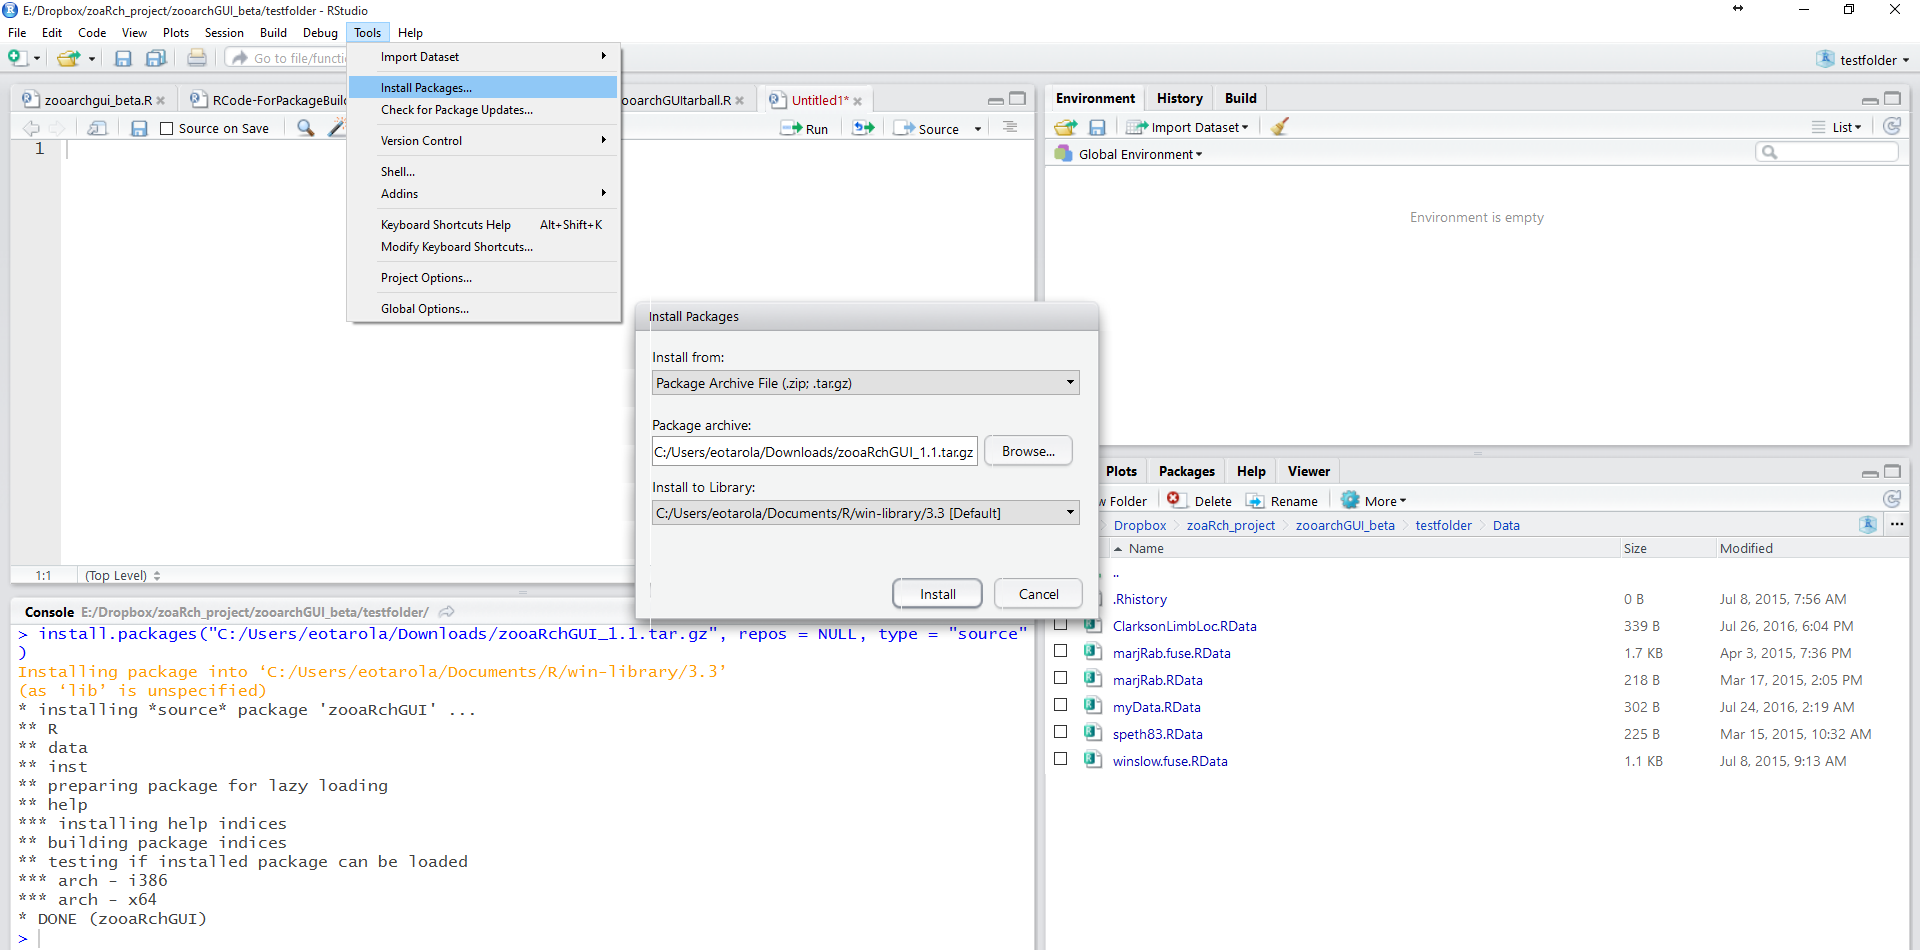 E:/Dropbox/zoaRch_project/zooarchGUI_beta/testfolder - RStudio
File Edit Code View Plots Session Build Debug Tools Help
Go to file/functi
testfolder
Import Dataset
Install Packages...
Check for Package Updates...
Version Control
Shell...
Addins
Keyboard Shortcuts Help Alt+Shift+K
Modify Keyboard Shortcuts...
Project Options...
Global Options...
zooarchgui_beta.R RCode-ForPackageBuil ooarchGUItarball.R Untitled1*
Source on Save Run Source
1
1:1 (Top Level)
Environment History Build
Import Dataset List
Global Environment
Environment is empty
Install Packages
Install from:
Package Archive File (.zip; .tar.gz)
Package archive:
C:/Users/eotarola/Downloads/zooaRchGUI_1.1.tar.gz Browse...
Install to Library:
C:/Users/eotarola/Documents/R/win-library/3.3 [Default]
Install Cancel
Plots Packages Help Viewer
w Folder Delete Rename More
Dropbox zoaRch_project zooarchGUI_beta testfolder Data ...
Name Size Modified
..
.Rhistory 0 B Jul 8, 2015, 7:56 AM
ClarksonLimbLoc.RData 339 B Jul 26, 2016, 6:04 PM
marjRab.fuse.RData 1.7 KB Apr 3, 2015, 7:36 PM
marjRab.RData 218 B Mar 17, 2015, 2:05 PM
myData.RData 302 B Jul 24, 2016, 2:19 AM
speth83.RData 225 B Mar 15, 2015, 10:32 AM
winslow.fuse.RData 1.1 KB Jul 8, 2015, 9:13 AM
Console E:/Dropbox/zoaRch_project/zooarchGUI_beta/testfolder/
> install.packages("C:/Users/eotarola/Downloads/zooaRchGUI_1.1.tar.gz", repos = NULL, type = "source"
)
Installing package into ‘C:/Users/eotarola/Documents/R/win-library/3.3’
(as ‘lib’ is unspecified)
* installing *source* package 'zooaRchGUI' ...
** R
** data
** inst
** preparing package for lazy loading
** help
*** installing help indices
** building package indices
** testing if installed package can be loaded
*** arch - i386
*** arch - x64
* DONE (zooaRchGUI)
>